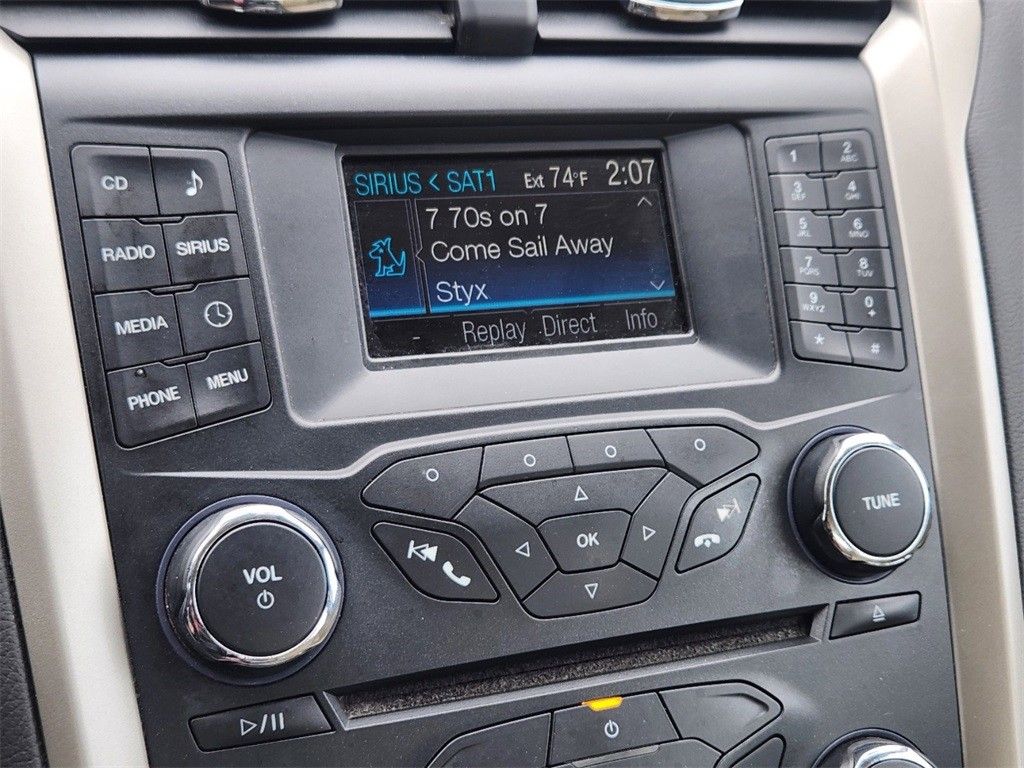 SIRIUS < SAT1 Ext 74°F 2:07
7 70s on 7
Come Sail Away
Styx
- Replay Direct Info
CD
RADIO SIRIUS
MEDIA
PHONE MENU
1 2 ABC
3 DEF 4 GHI
5 JKL 6 MNO
7 PQRS 8 TUV
9 WXYZ 0 +
* #
OK
VOL
TUNE